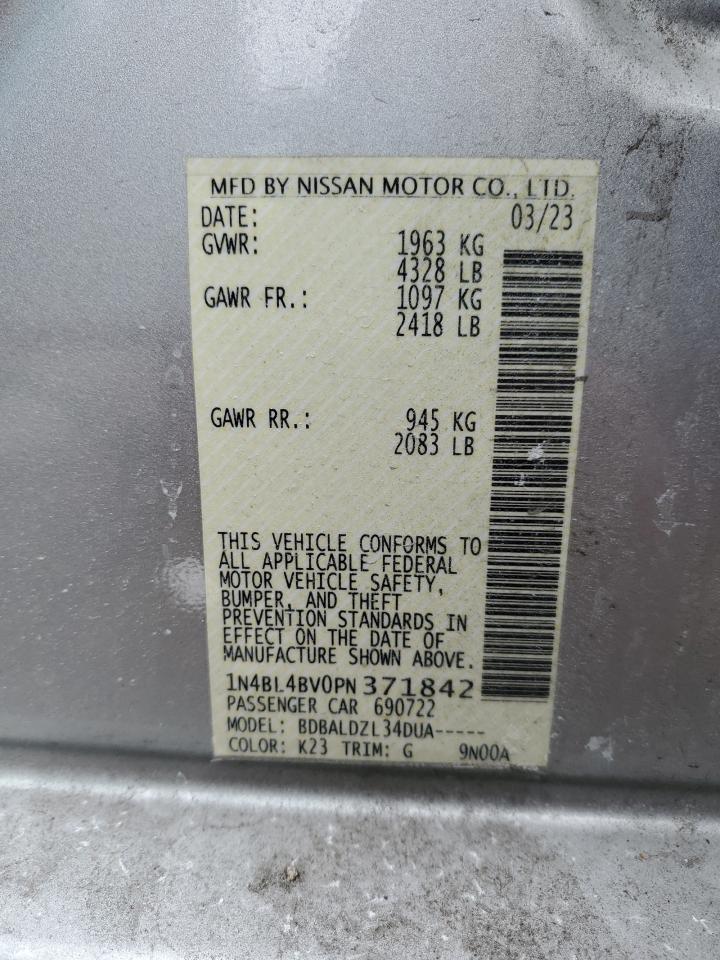 MFD BY NISSAN MOTOR CO., LTD.
DATE: 03/23
GVWR: 1963 KG
4328 LB
GAWR FR.: 1097 KG
2418 LB
GAWR RR.: 945 KG
2083 LB
THIS VEHICLE CONFORMS TO
ALL APPLICABLE FEDERAL
MOTOR VEHICLE SAFETY,
BUMPER, AND THEFT
PREVENTION STANDARDS IN
EFFECT ON THE DATE OF
MANUFACTURE SHOWN ABOVE.
1N4BL4BV0PN371842
PASSENGER CAR 690722
MODEL: BDBALDZL34DUA-----
COLOR: K23 TRIM: G 9N00A